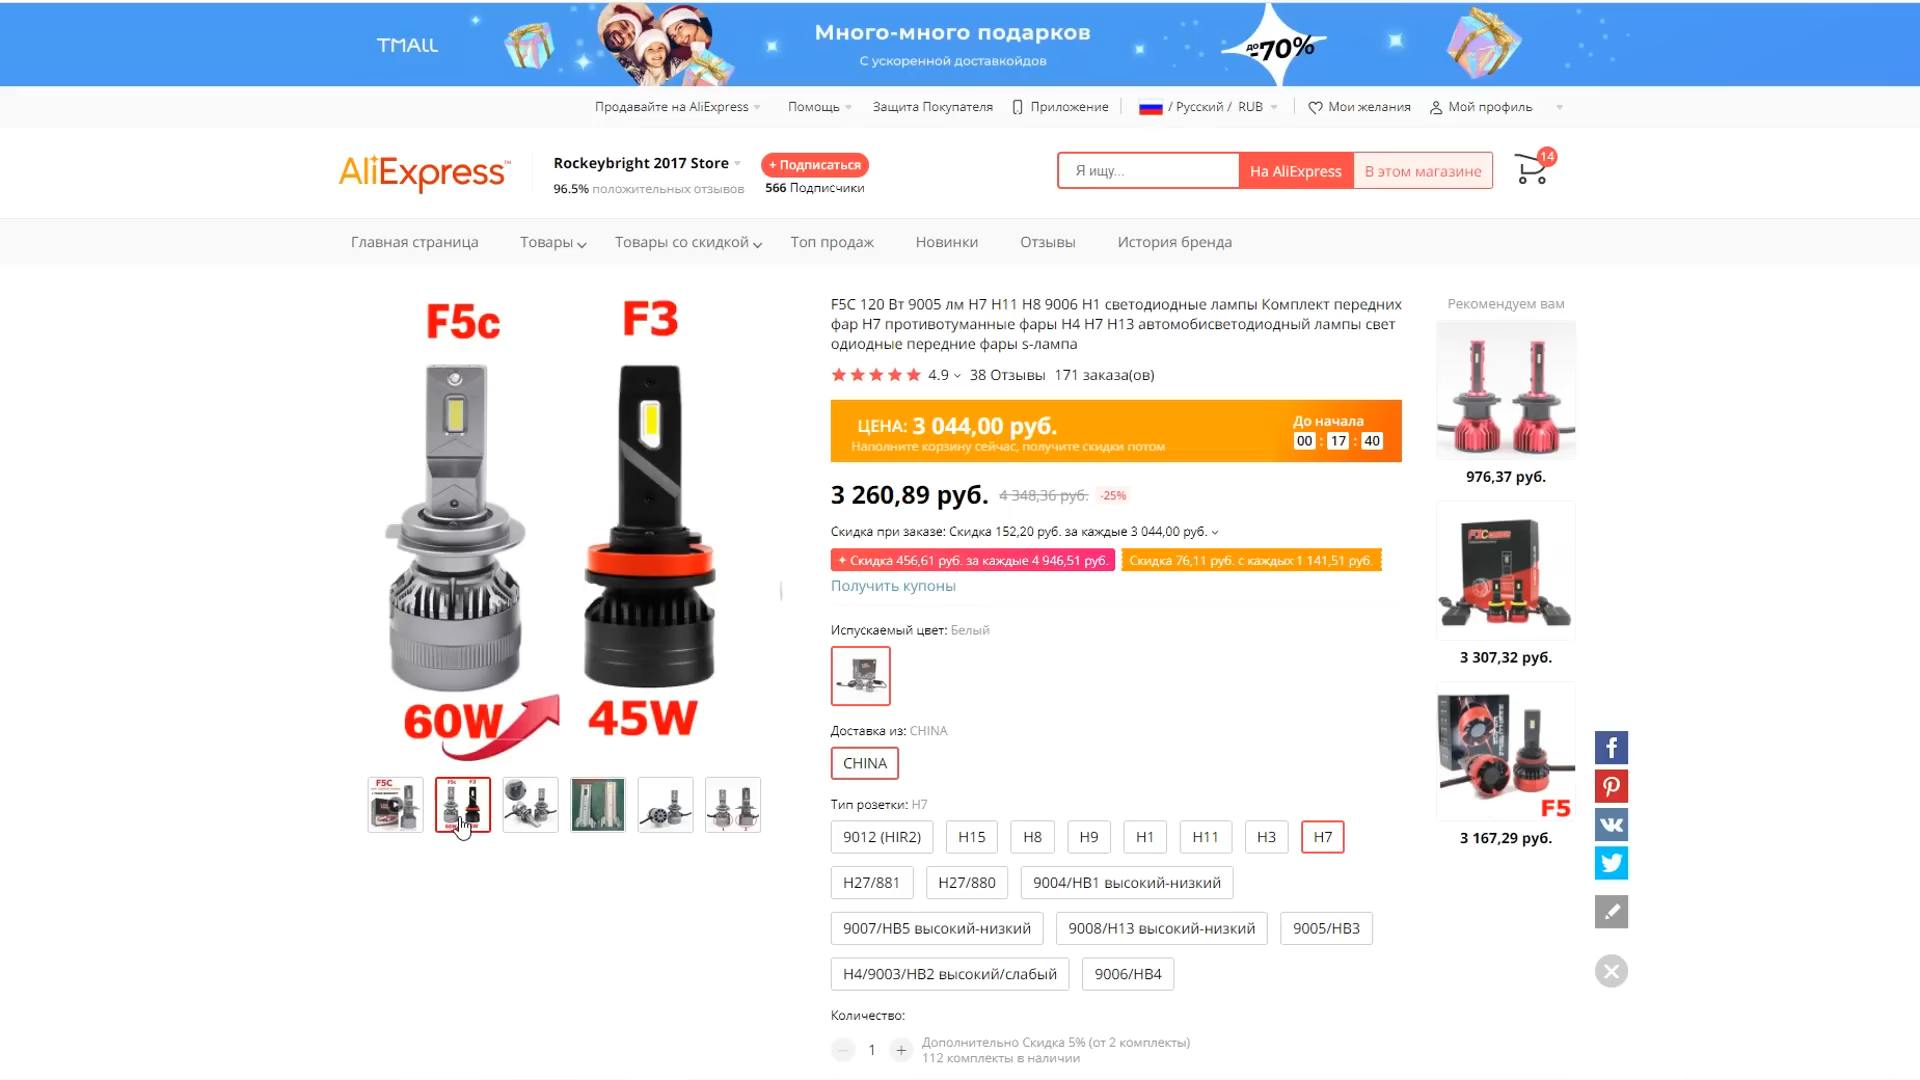 TMALL
Много-много подарков
С ускоренной доставкойдов
до -70%
Продавайте на AliExpress
Помощь
Защита Покупателя
Приложение
/ Русский / RUB
Мои желания
Мой профиль
AliExpress™
Rockeybright 2017 Store
96.5% положительных отзывов
+ Подписаться
566 Подписчики
Я ищу...
На AliExpress
В этом магазине
14
Главная страница
Товары
Товары со скидкой
Топ продаж
Новинки
Отзывы
История бренда
F5c
F3
60W
45W
F5C
F5c F3
F5C 120 Вт 9005 лм H7 H11 H8 9006 H1 светодиодные лампы Комплект передних
фар H7 противотуманные фары H4 H7 H13 автомобисветодиодный лампы свет
одиодные передние фары s-лампа
4.9
38 Отзывы
171 заказа(ов)
ЦЕНА: 3 044,00 руб.
Наполните корзину сейчас, получите скидки потом
До начала
00 : 17 : 40
3 260,89 руб. 4 348,36 руб. -25%
Скидка при заказе: Скидка 152,20 руб. за каждые 3 044,00 руб.
+ Скидка 456,61 руб. за каждые 4 946,51 руб.
Скидка 76,11 руб. с каждых 1 141,51 руб.
Получить купоны
Испускаемый цвет: Белый
Доставка из: CHINA
CHINA
Тип розетки: H7
9012 (HIR2)
H15
H8
H9
H1
H11
H3
H7
H27/881
H27/880
9004/HB1 высокий-низкий
9007/HB5 высокий-низкий
9008/H13 высокий-низкий
9005/HB3
H4/9003/HB2 высокий/слабый
9006/HB4
Количество:
1
Дополнительно Скидка 5% (от 2 комплекты)
112 комплекты в наличии
Рекомендуем вам
976,37 руб.
3 307,32 руб.
F5
3 167,29 руб.